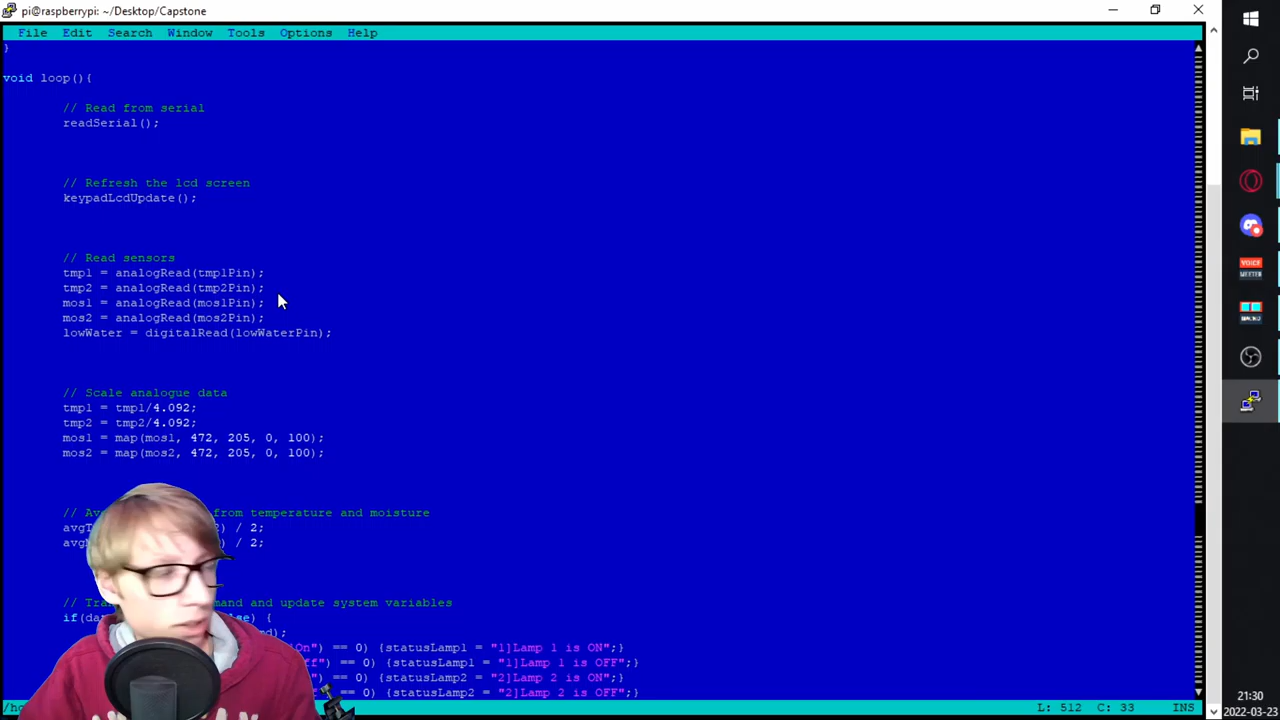 pi@raspberrypi: ~/Desktop/Capstone
File Edit Search Window Tools Options Help
}
void loop(){
// Read from serial
readSerial();
// Refresh the lcd screen
keypadLcdUpdate();
// Read sensors
tmp1 = analogRead(tmp1Pin);
tmp2 = analogRead(tmp2Pin);
mos1 = analogRead(mos1Pin);
mos2 = analogRead(mos2Pin);
lowWater = digitalRead(lowWaterPin);
// Scale analogue data
tmp1 = tmp1/4.092;
tmp2 = tmp2/4.092;
mos1 = map(mos1, 472, 205, 0, 100);
mos2 = map(mos2, 472, 205, 0, 100);
// from temperature and moisture
) / 2;
) / 2;
// and update system variables
) {
);
") == 0) {statusLamp1 = "1]Lamp 1 is ON";}
") == 0) {statusLamp1 = "1]Lamp 1 is OFF";}
") == 0) {statusLamp2 = "2]Lamp 2 is ON";}
") == 0) {statusLamp2 = "2]Lamp 2 is OFF";}
L: 512 C: 33 INS
VOICE
MEETER
21:30
2022-03-23